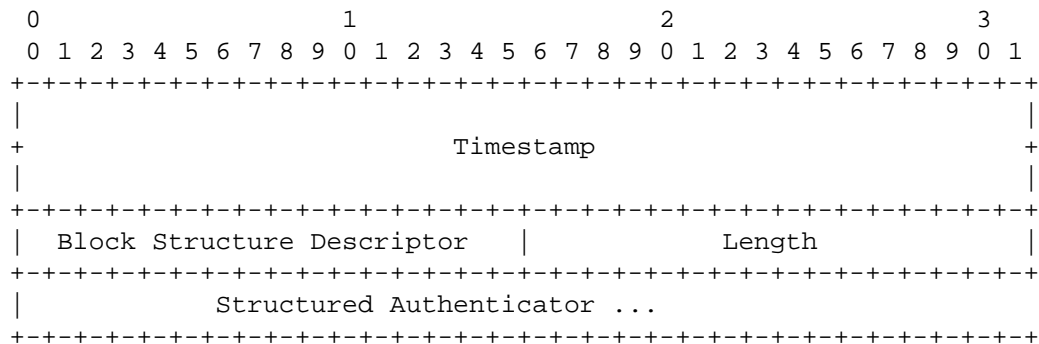 0                   1                   2                   3
 0 1 2 3 4 5 6 7 8 9 0 1 2 3 4 5 6 7 8 9 0 1 2 3 4 5 6 7 8 9 0 1
+-+-+-+-+-+-+-+-+-+-+-+-+-+-+-+-+-+-+-+-+-+-+-+-+-+-+-+-+-+-+-+-+
|                                                               |
+                           Timestamp                           +
|                                                               |
+-+-+-+-+-+-+-+-+-+-+-+-+-+-+-+-+-+-+-+-+-+-+-+-+-+-+-+-+-+-+-+-+
|  Block Structure Descriptor   |            Length             |
+-+-+-+-+-+-+-+-+-+-+-+-+-+-+-+-+-+-+-+-+-+-+-+-+-+-+-+-+-+-+-+-+
|            Structured Authenticator ...
+-+-+-+-+-+-+-+-+-+-+-+-+-+-+-+-+-+-+-+-+-+-+-+-+-+-+-+-+-+-+-+-+